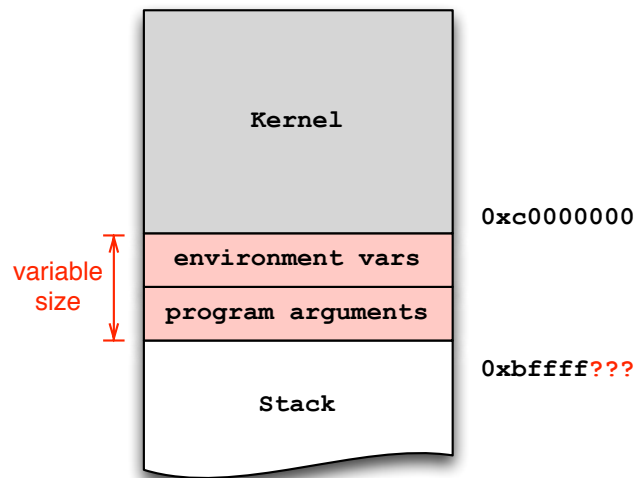 Kernel
0xc0000000
environment vars
variable
size
program arguments
0xbffff???
Stack